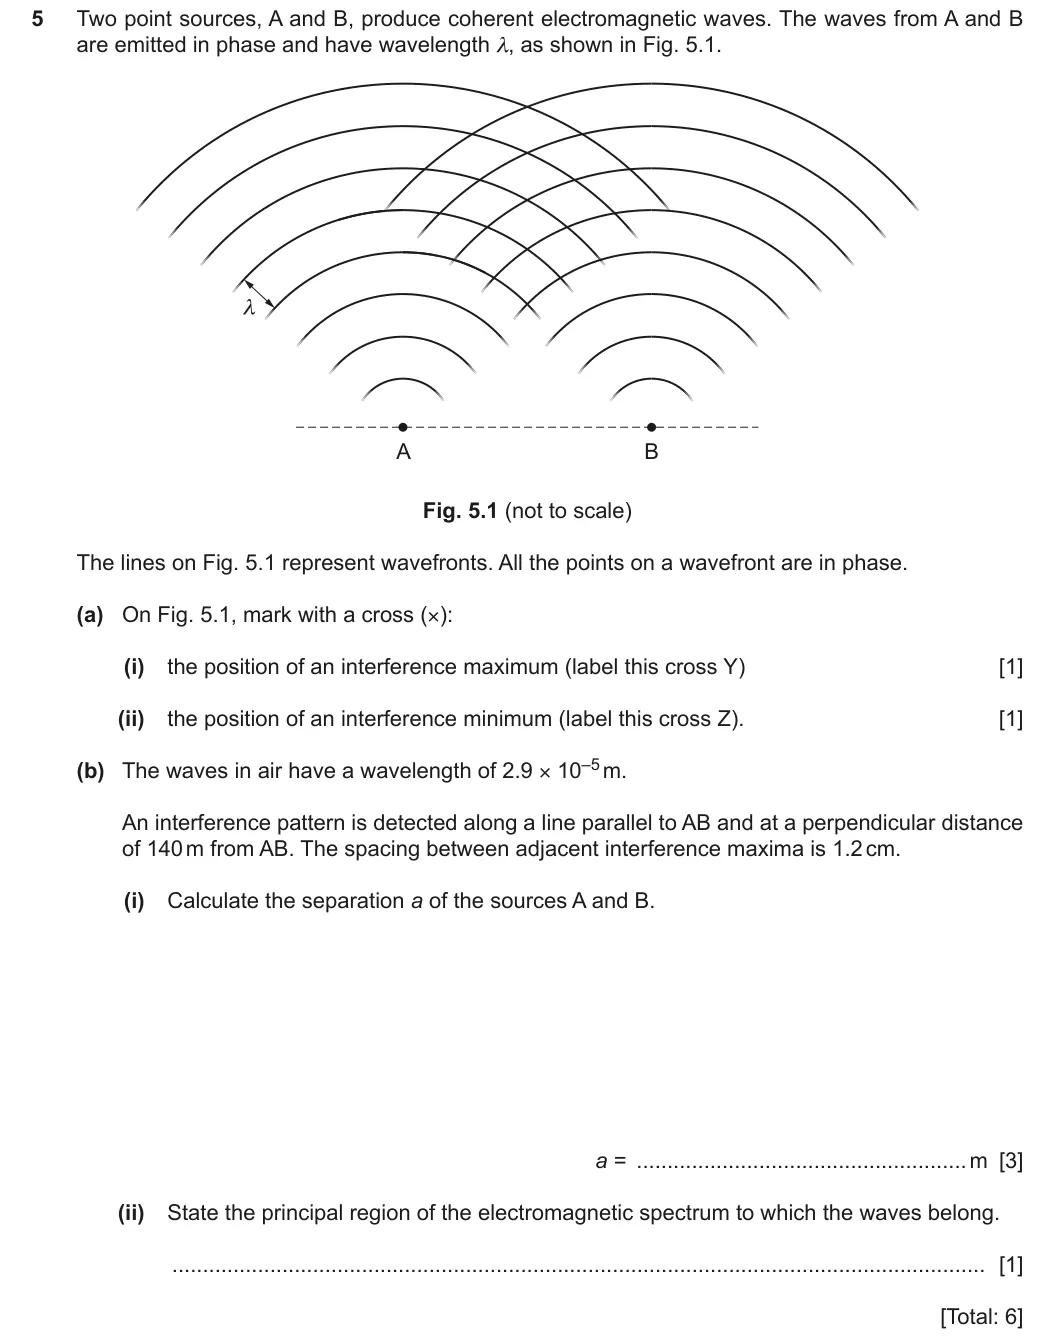 5 Two point sources, A and B, produce coherent electromagnetic waves. The waves from A and B
are emitted in phase and have wavelength λ, as shown in Fig. 5.1.
λ
A B
Fig. 5.1 (not to scale)
The lines on Fig. 5.1 represent wavefronts. All the points on a wavefront are in phase.
(a) On Fig. 5.1, mark with a cross (×):
(i) the position of an interference maximum (label this cross Y) [1]
(ii) the position of an interference minimum (label this cross Z). [1]
(b) The waves in air have a wavelength of 2.9 × 10⁻⁵ m.
An interference pattern is detected along a line parallel to AB and at a perpendicular distance
of 140 m from AB. The spacing between adjacent interference maxima is 1.2 cm.
(i) Calculate the separation a of the sources A and B.
a = ...................................................... m [3]
(ii) State the principal region of the electromagnetic spectrum to which the waves belong.
...................................................................................................................................... [1]
[Total: 6]